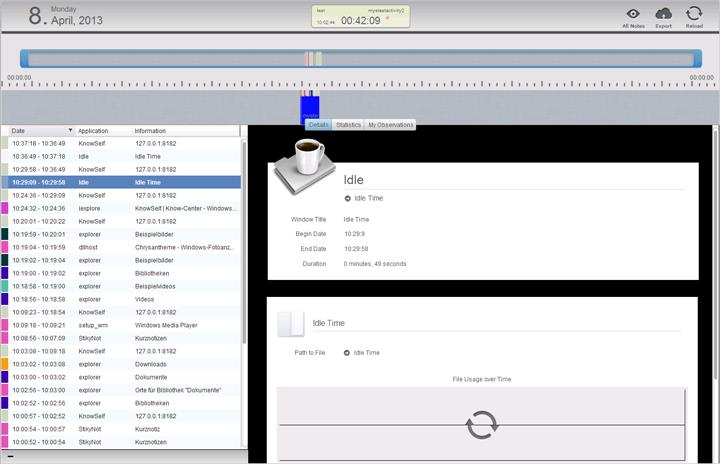 8. Monday
April, 2013
last mystestactivity2
10:02:44 00:42:09
All Notes Export Reload
00:00:00 00:00:00
Details Statistics My Observations
Date Application Information
10:37:18 - 10:36:49 KnowSelf 127.0.0.1:8182
10:36:49 - 10:37:18 Idle Idle Time
10:29:58 - 10:36:49 KnowSelf 127.0.0.1:8182
10:29:09 - 10:29:58 Idle Idle Time
10:24:36 - 10:29:09 KnowSelf 127.0.0.1:8182
10:24:32 - 10:24:36 iexplore KnowSelf | Know-Center - Windows...
10:20:01 - 10:20:22 KnowSelf 127.0.0.1:8182
10:19:59 - 10:20:01 explorer Beispielbilder
10:19:04 - 10:19:59 dllhost Chrysantheme - Windows-Fotoanz...
10:19:02 - 10:19:04 explorer Beispielbilder
10:19:00 - 10:19:02 explorer Bibliotheken
10:18:58 - 10:19:00 explorer Beispielvideos
10:18:56 - 10:18:58 explorer Videos
10:09:23 - 10:18:54 KnowSelf 127.0.0.1:8182
10:09:18 - 10:09:21 setup_wm Windows Media Player
10:08:56 - 10:07:09 StikyNot Kurznotizen
10:03:08 - 10:09:18 KnowSelf 127.0.0.1:8182
10:03:02 - 10:03:08 explorer Downloads
10:03:00 - 10:03:02 explorer Dokumente
10:02:56 - 10:03:00 explorer Orte für Bibliothek "Dokumente"
10:02:52 - 10:02:56 explorer Bibliotheken
10:00:57 - 10:02:52 KnowSelf 127.0.0.1:8182
10:00:54 - 10:00:57 StikyNot Kurznotiz
10:00:52 - 10:00:54 StikyNot Kurznotizen
Idle
Idle Time
Window Title Idle Time
Begin Date 10:29:9
End Date 10:29:58
Duration 0 minutes, 49 seconds
Idle Time
Path to File Idle Time
File Usage over Time